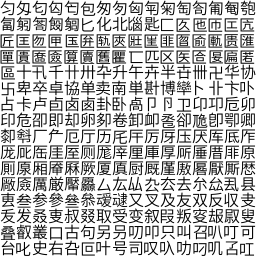 匀匁匂匃匄包匆匇匈匉匊匋匌匍匎匏
匐匑匒匓匔匕化北匘匙匚匛匜匝匞匟
匠匡匢匣匤匥匦匧匨匩匪匫匬匭匮匯
匰匱匲匳匴匵匶匷匸匹区医匼匽匾匿
區十卂千卄卅卆升午卉半卋卌卍华协
卐卑卒卓協单卖南単卙博卛卜卝卞卟
占卡卢卣卤卥卦卧卨卩卪卫卬卭卮卯
印危卲即却卵卶卷卸卹卺卻卼卽卾卿
厀厁厂厃厄厅历厇厈厉厊压厌厍厎厏
厐厑厒厓厔厕厖厗厘厙厚厛厜厝厞原
厠厡厢厣厤厥厦厧厨厩厪厫厬厭厮厯
厰厱厲厳厴厵厶厷厸厹厺去厼厽厾县
叀叁参參叄叅叆叇又叉及友双反収叏
叐发叒叓叔叕取受变叙叚叛叜叝叞叟
叠叡叢口古句另叧叨叩只叫召叭叮可
台叱史右叴叵叶号司叹叺叻叼叽叾叿